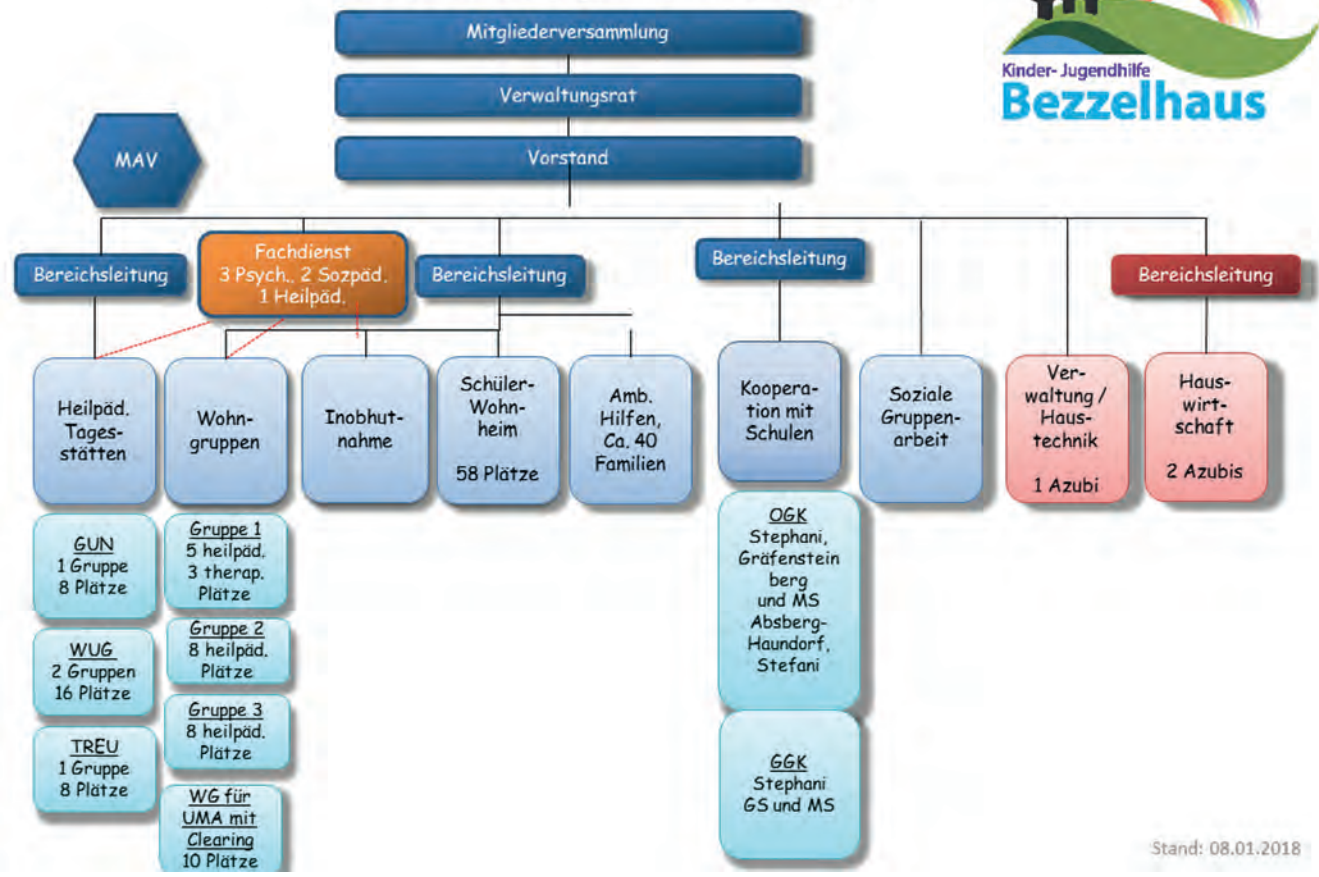 Mitgliederversammlung
Verwaltungsrat
Vorstand
Kinder-Jugendhilfe
Bezzelhaus
MAV
Bereichsleitung
Fachdienst
3 Psych., 2 Sozpäd.
1 Heilpäd.
Bereichsleitung
Bereichsleitung
Bereichsleitung
Heilpäd.
Tages-
stätten
Wohn-
gruppen
Inobhut-
nahme
Schüler-
Wohn-
heim
58 Plätze
Amb.
Hilfen,
Ca. 40
Familien
Koopera-
tion mit
Schulen
Soziale
Gruppen-
arbeit
Ver-
waltung /
Haus-
technik
1 Azubi
Haus-
wirt-
schaft
2 Azubis
GUN
1 Gruppe
8 Plätze
WUG
2 Gruppen
16 Plätze
TREU
1 Gruppe
8 Plätze
Gruppe 1
5 heilpäd.
3 therap.
Plätze
Gruppe 2
8 heilpäd.
Plätze
Gruppe 3
8 heilpäd.
Plätze
WG für
UMA mit
Clearing
10 Plätze
OGK
Stephani,
Gräfenstein
berg
und MS
Absberg-
Haundorf,
Stefani
GGK
Stephani
GS und MS
Stand: 08.01.2018